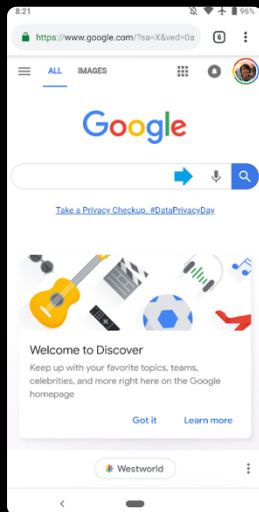 8:21
96%
https://www.google.com/?sa=X&ved=0a
6
ALL IMAGES
Google
Take a Privacy Checkup. #DataPrivacyDay
Welcome to Discover
Keep up with your favorite topics, teams,
celebrities, and more right here on the Google
homepage
Got it Learn more
Westworld